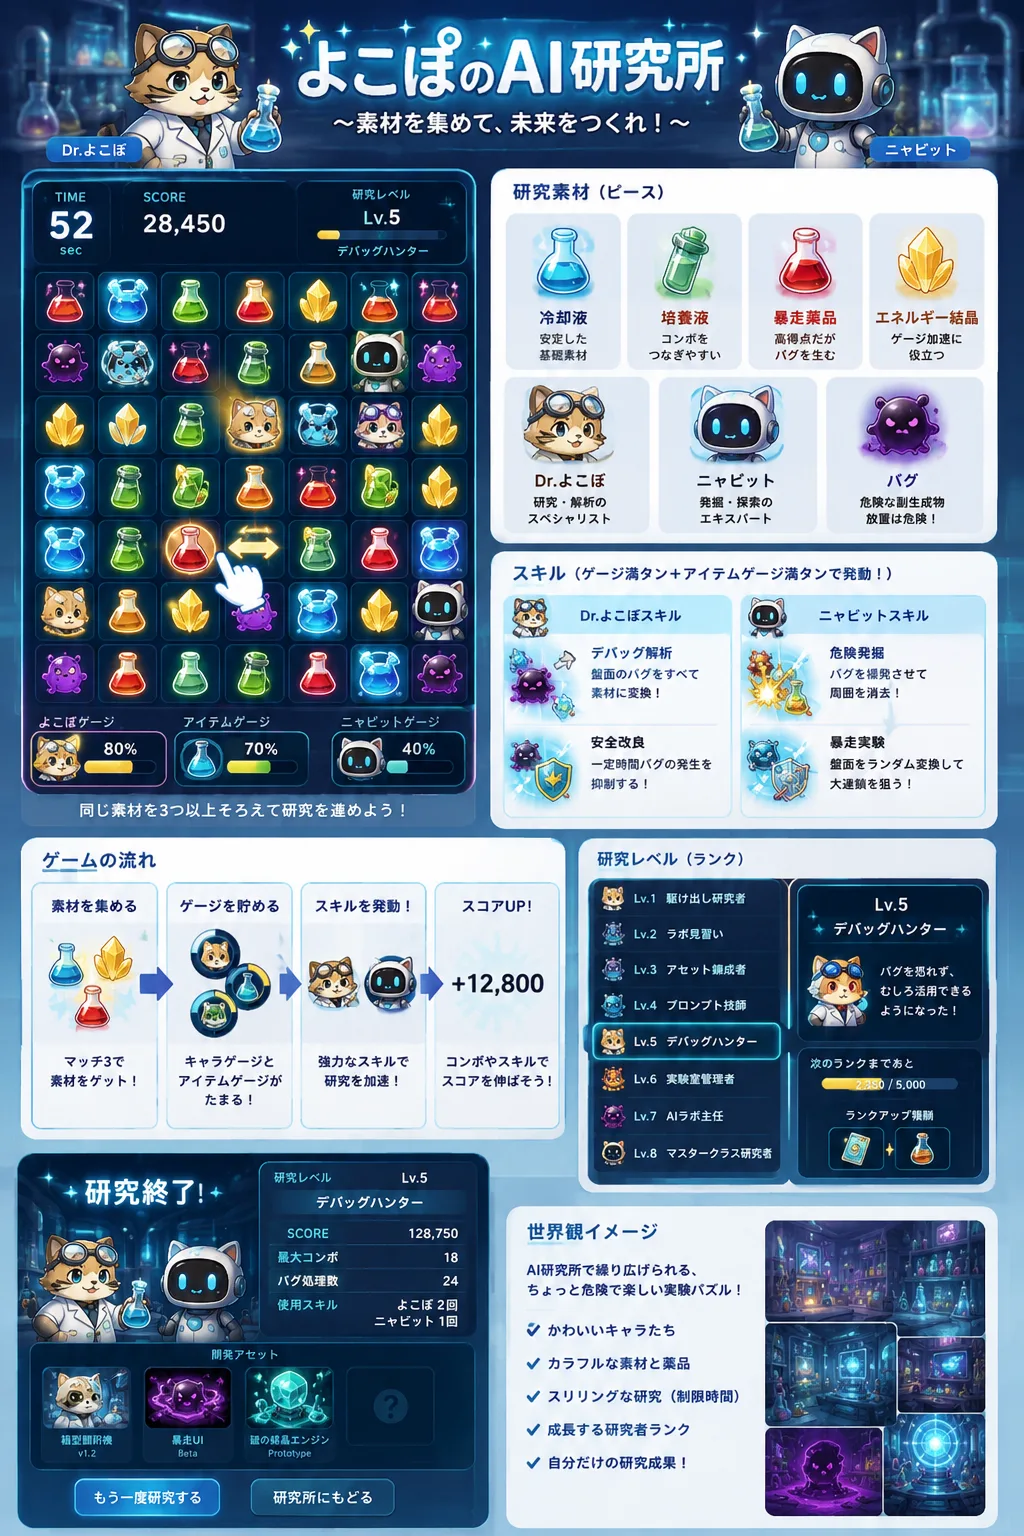 よこぽのAI研究所
～素材を集めて、未来をつくれ！～
Dr.よこぽ
ニャビット
TIME
52
sec
SCORE
28,450
研究レベル
Lv.5
デバッグハンター
よこぽゲージ
80%
アイテムゲージ
70%
ニャビットゲージ
40%
同じ素材を3つ以上そろえて研究を進めよう！
研究素材（ピース）
冷却液
安定した
基礎素材
培養液
コンボを
つなぎやすい
暴走薬品
高得点だが
バグを生む
エネルギー結晶
ゲージ加速に
役立つ
Dr.よこぽ
研究・解析の
スペシャリスト
ニャビット
発掘・探索の
エキスパート
バグ
危険な副生成物
放置は危険！
スキル（ゲージ満タン＋アイテムゲージ満タンで発動！）
Dr.よこぽスキル
デバッグ解析
盤面のバグをすべて
素材に変換！
安全改良
一定時間バグの発生を
抑制する！
ニャビットスキル
危険発掘
バグを爆発させて
周囲を消去！
暴走実験
盤面をランダム変換して
大連鎖を狙う！
ゲームの流れ
素材を集める
マッチ3で
素材をゲット！
ゲージを貯める
キャラゲージと
アイテムゲージが
たまる！
スキルを発動！
強力なスキルで
研究を加速！
スコアUP!
+12,800
コンボやスキルで
スコアを伸ばそう！
研究レベル（ランク）
Lv.1 駆け出し研究者
Lv.2 ラボ見習い
Lv.3 アセット錬成者
Lv.4 プロンプト技師
Lv.5 デバッグハンター
Lv.6 実験室管理者
Lv.7 AIラボ主任
Lv.8 マスタークラス研究者
Lv.5
デバッグハンター
バグを恐れず、
むしろ活用できる
ようになった！
次のランクまであと
2,350 / 5,000
ランクアップ報酬
研究終了!
研究レベル Lv.5
デバッグハンター
SCORE 128,750
最大コンボ 18
バグ処理数 24
使用スキル よこぽ 2回
ニャビット 1回
開発アセット
v1.2
暴走UI
Beta
エンジン
Prototype
?
もう一度研究する
研究所にもどる
世界観イメージ
AI研究所で繰り広げられる、
ちょっと危険で楽しい実験パズル！
かわいいキャラたち
カラフルな素材と薬品
スリリングな研究（制限時間）
成長する研究者ランク
自分だけの研究成果！